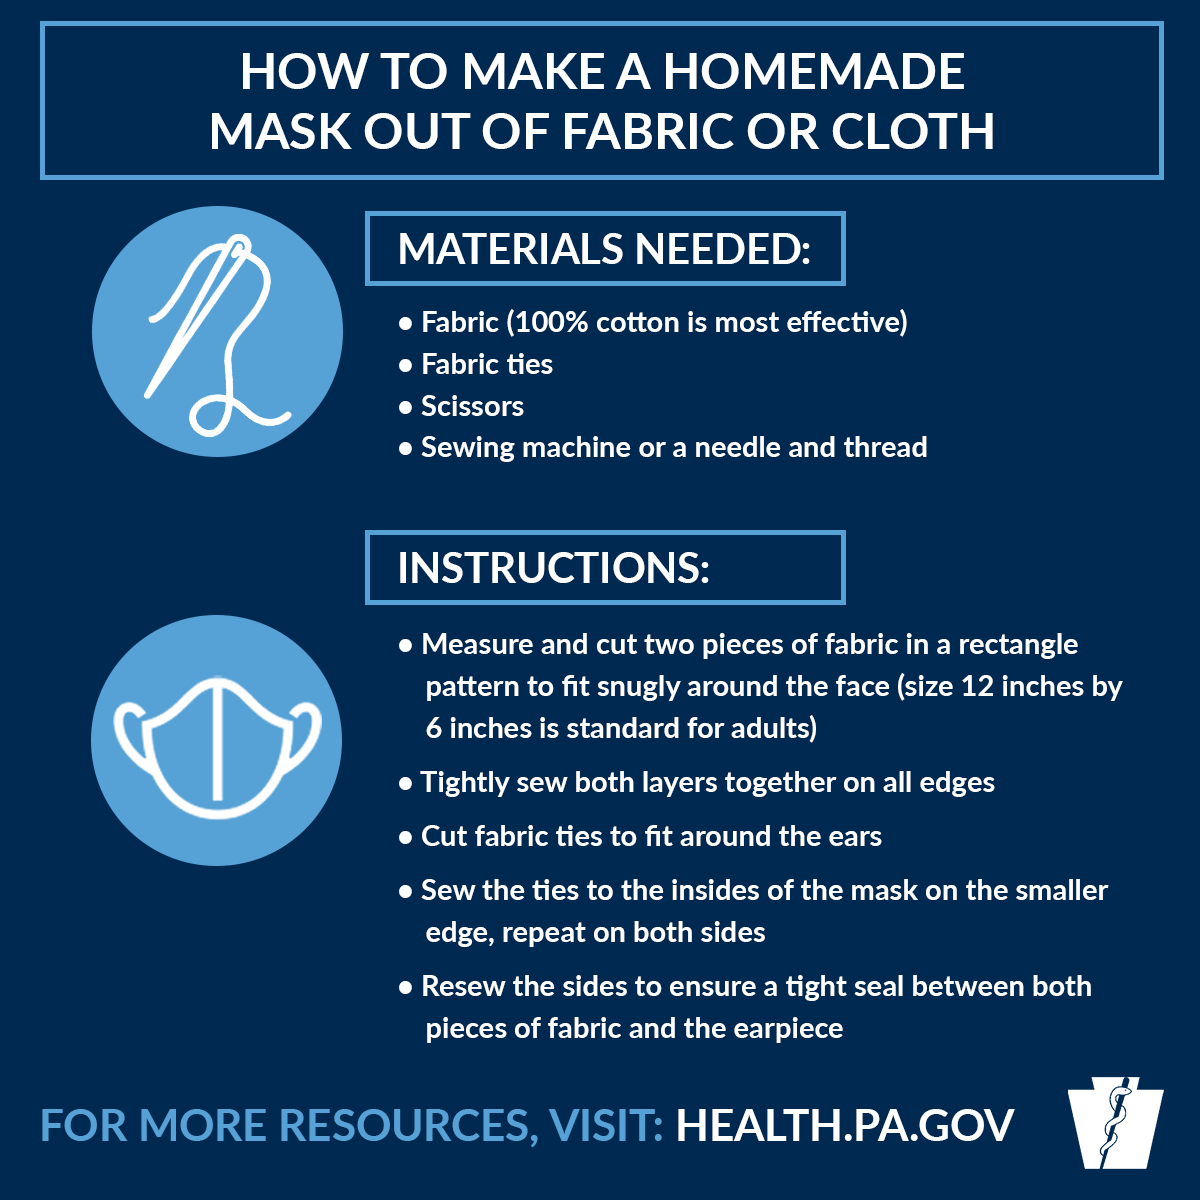 HOW TO MAKE A HOMEMADE
MASK OUT OF FABRIC OR CLOTH
MATERIALS NEEDED:
• Fabric (100% cotton is most effective)
• Fabric ties
• Scissors
• Sewing machine or a needle and thread
INSTRUCTIONS:
• Measure and cut two pieces of fabric in a rectangle
pattern to fit snugly around the face (size 12 inches by
6 inches is standard for adults)
• Tightly sew both layers together on all edges
• Cut fabric ties to fit around the ears
• Sew the ties to the insides of the mask on the smaller
edge, repeat on both sides
• Resew the sides to ensure a tight seal between both
pieces of fabric and the earpiece
FOR MORE RESOURCES, VISIT: HEALTH.PA.GOV